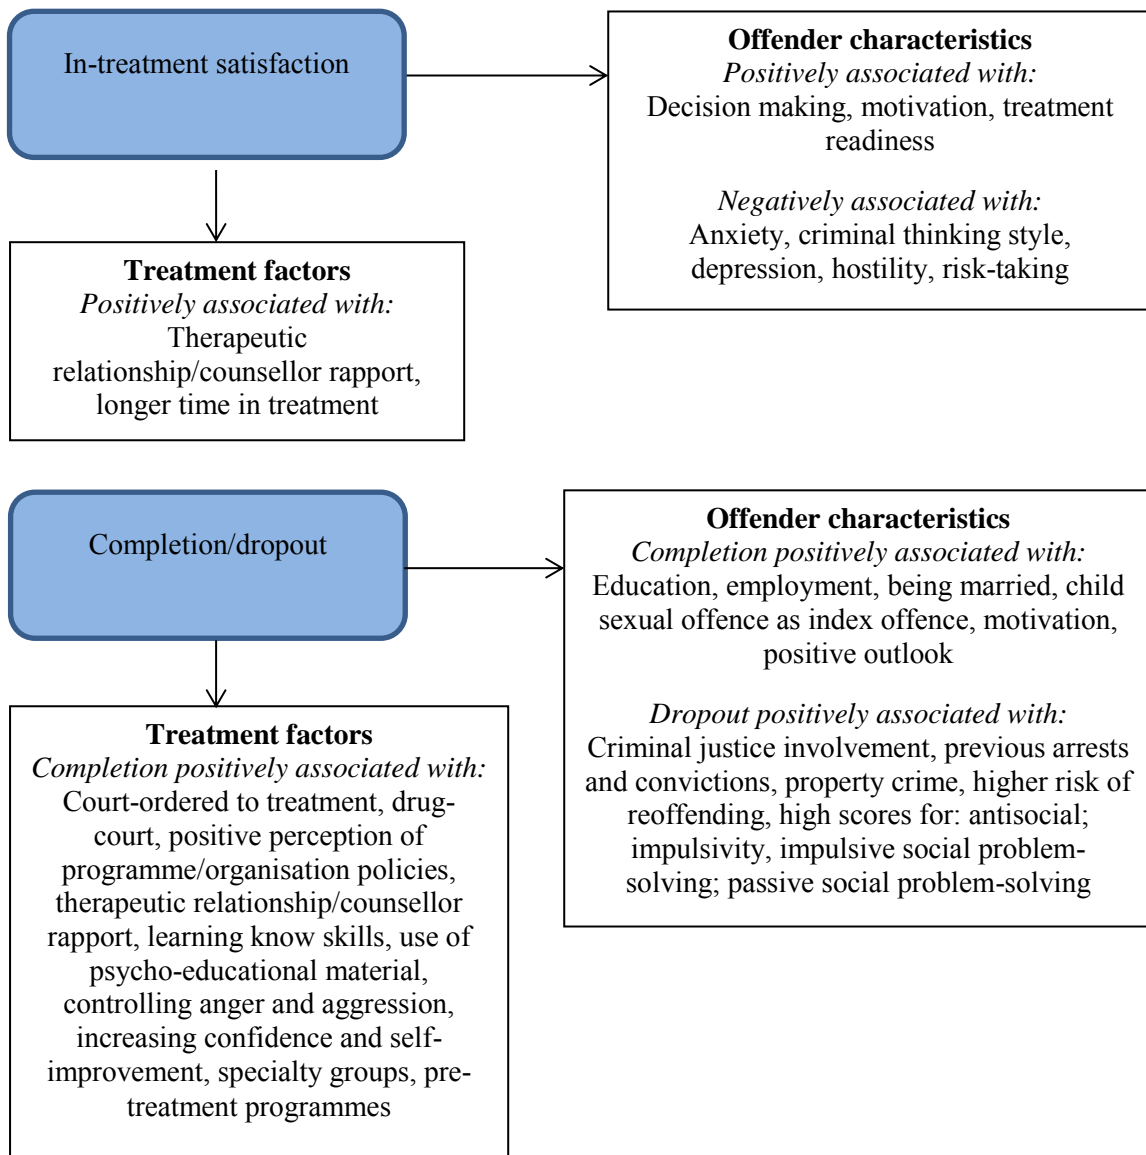 In-treatment satisfaction
Offender characteristics
Positively associated with:
Decision making, motivation, treatment
readiness
Negatively associated with:
Anxiety, criminal thinking style,
depression, hostility, risk-taking
Treatment factors
Positively associated with:
Therapeutic
relationship/counsellor rapport,
longer time in treatment
Completion/dropout
Offender characteristics
Completion positively associated with:
Education, employment, being married, child
sexual offence as index offence, motivation,
positive outlook
Dropout positively associated with:
Criminal justice involvement, previous arrests
and convictions, property crime, higher risk of
reoffending, high scores for: antisocial;
impulsivity, impulsive social problem-
solving; passive social problem-solving
Treatment factors
Completion positively associated with:
Court-ordered to treatment, drug-
court, positive perception of
programme/organisation policies,
therapeutic relationship/counsellor
rapport, learning know skills, use of
psycho-educational material,
controlling anger and aggression,
increasing confidence and self-
improvement, specialty groups, pre-
treatment programmes